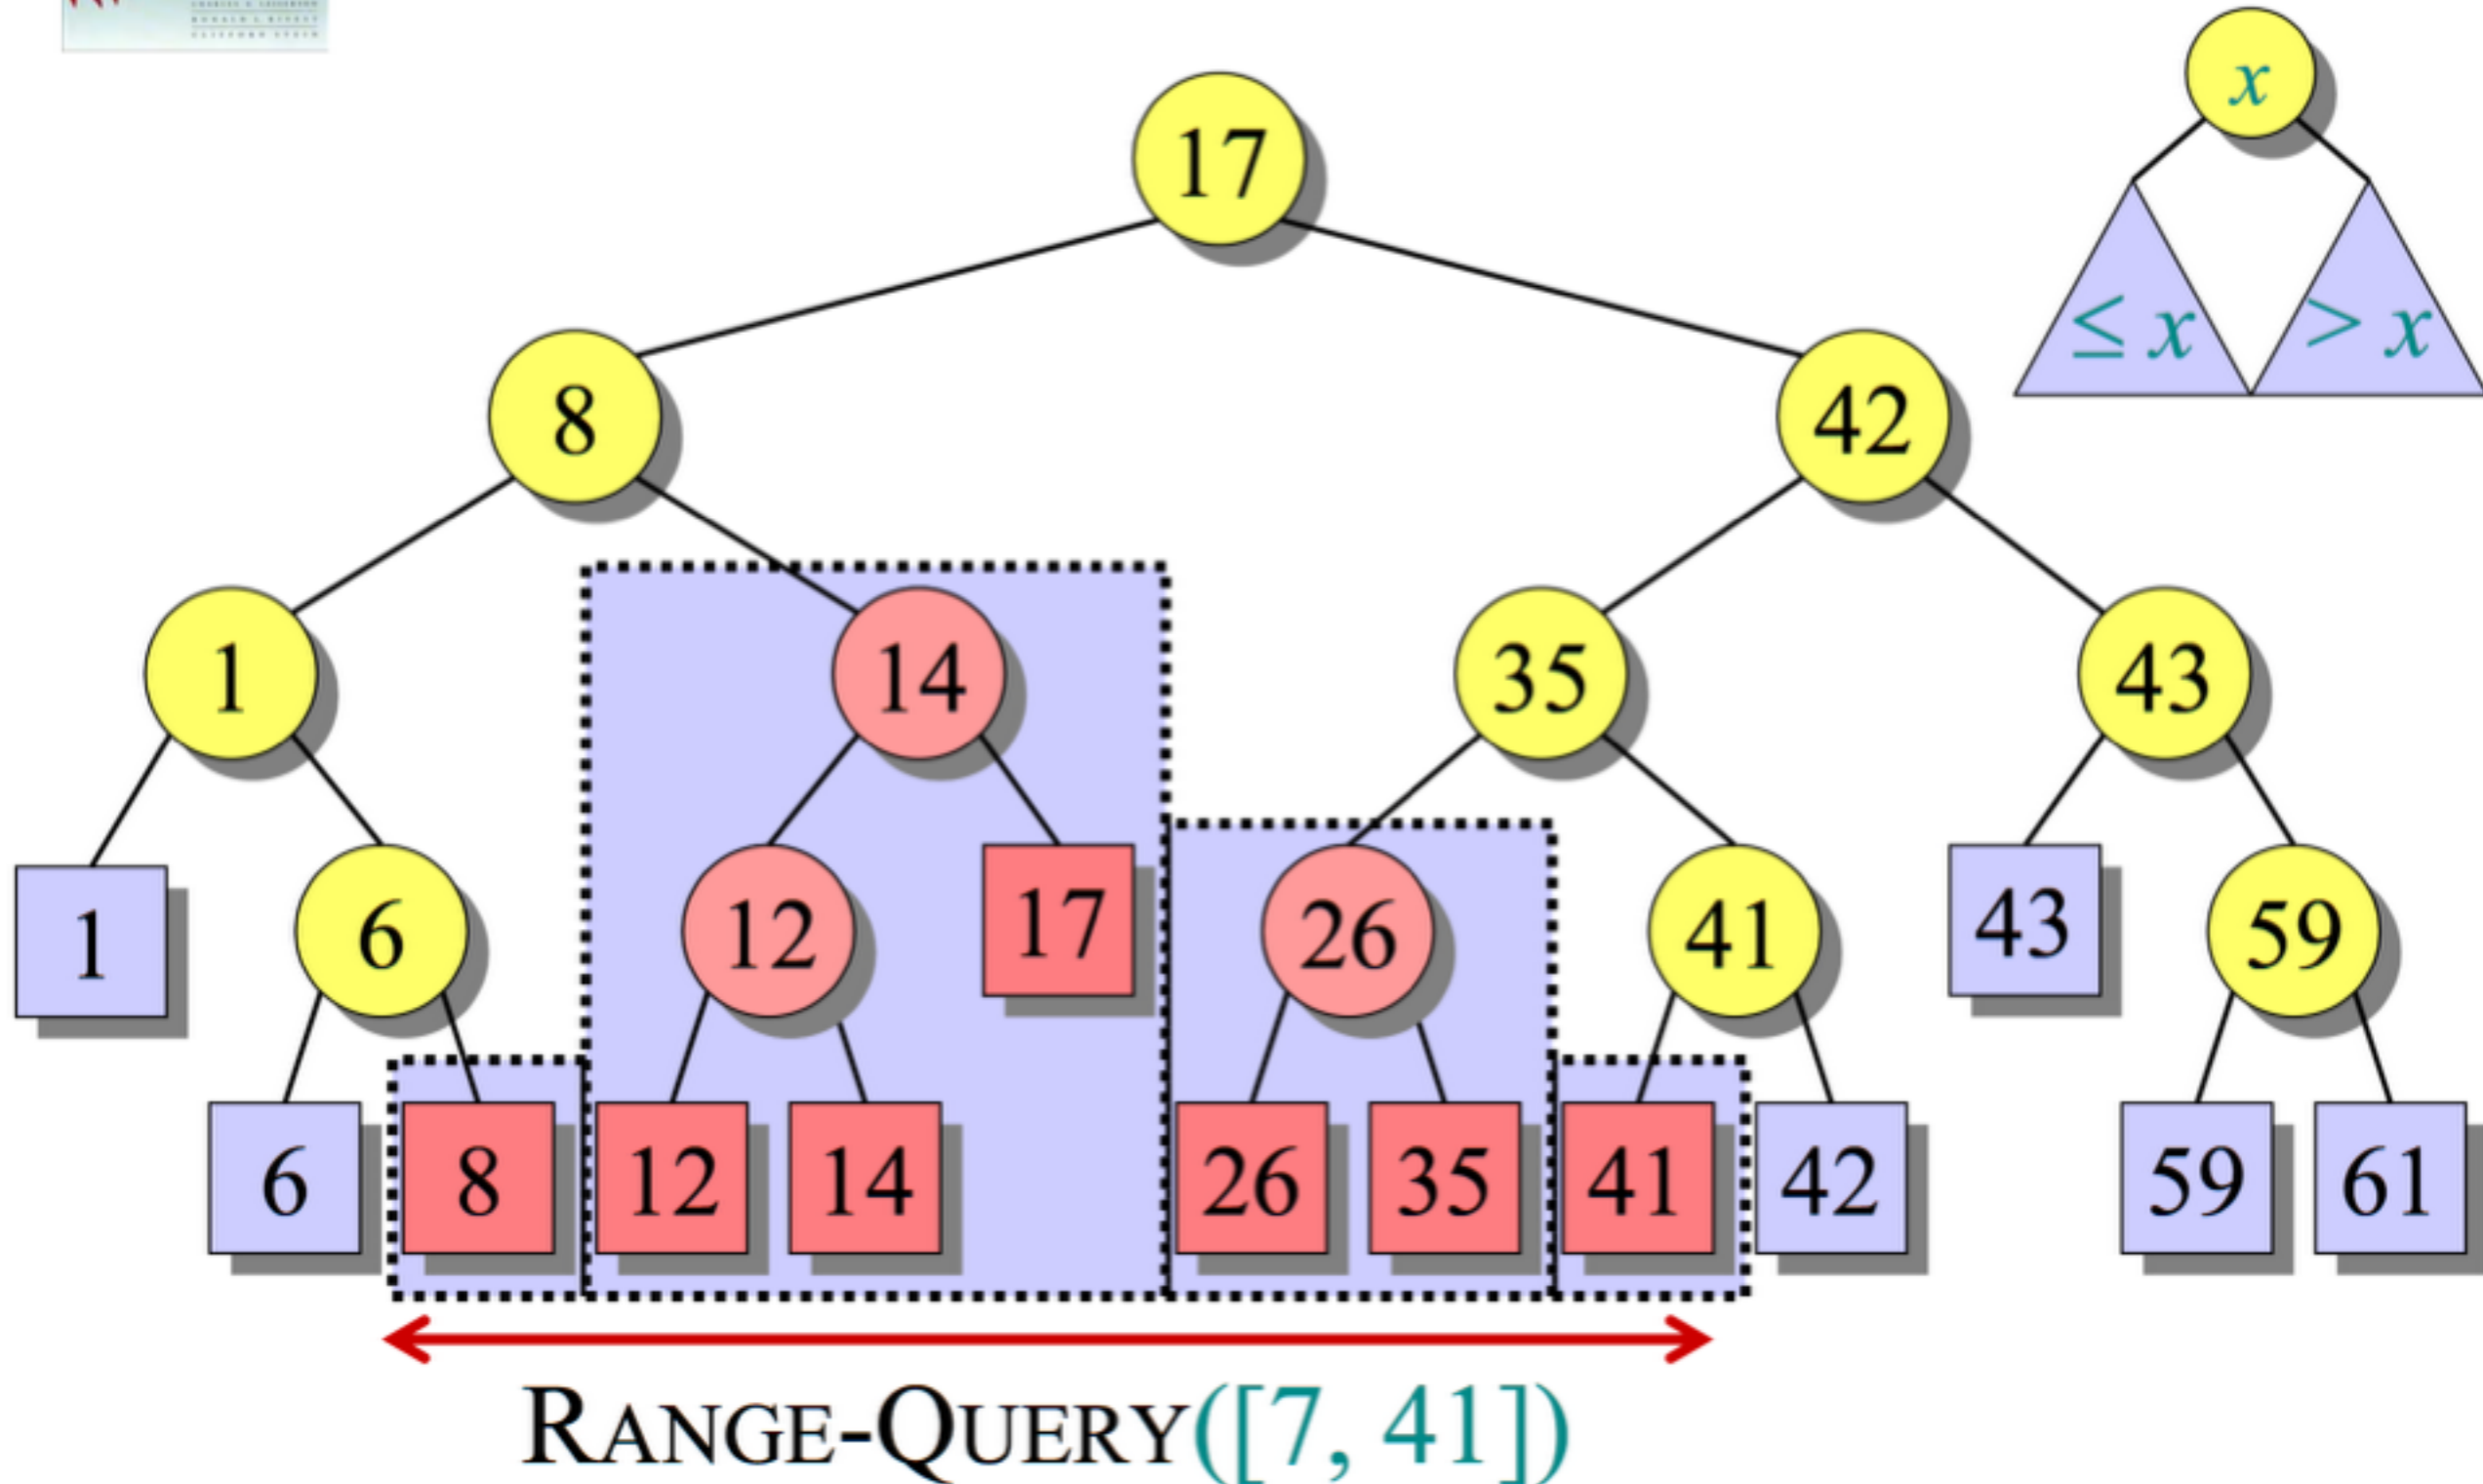 x
17
≤ x > x
8 42
1 14 35 43
1 6 12 17 26 41 43 59
6 8 12 14 26 35 41 42 59 61
RANGE-QUERY([7, 41])